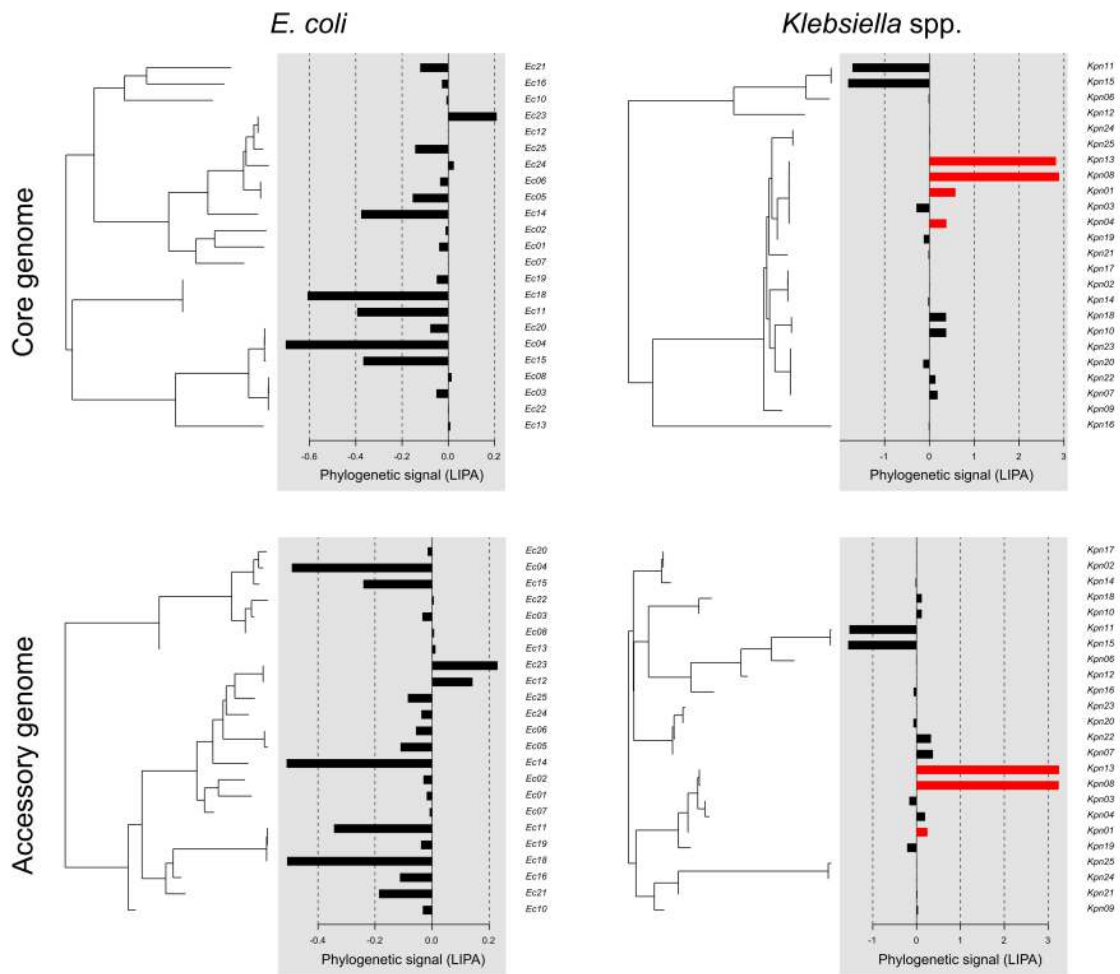 E. coli
Klebsiella spp.
Core genome
Ec21
Ec16
Ec10
Ec23
Ec12
Ec25
Ec24
Ec06
Ec05
Ec14
Ec02
Ec01
Ec07
Ec19
Ec18
Ec11
Ec20
Ec04
Ec15
Ec08
Ec03
Ec22
Ec13
-0.6 -0.4 -0.2 0.0 0.2
Phylogenetic signal (LIPA)
Kpn11
Kpn15
Kpn06
Kpn12
Kpn24
Kpn25
Kpn13
Kpn08
Kpn01
Kpn03
Kpn04
Kpn19
Kpn21
Kpn17
Kpn02
Kpn14
Kpn18
Kpn10
Kpn23
Kpn20
Kpn22
Kpn07
Kpn09
Kpn16
-1 0 1 2 3
Phylogenetic signal (LIPA)
Accessory genome
Ec20
Ec04
Ec15
Ec22
Ec03
Ec08
Ec13
Ec23
Ec12
Ec25
Ec24
Ec06
Ec05
Ec14
Ec02
Ec01
Ec07
Ec11
Ec19
Ec18
Ec16
Ec21
Ec10
-0.4 -0.2 0.0 0.2
Phylogenetic signal (LIPA)
Kpn17
Kpn02
Kpn14
Kpn18
Kpn10
Kpn11
Kpn15
Kpn06
Kpn12
Kpn16
Kpn23
Kpn20
Kpn22
Kpn07
Kpn13
Kpn08
Kpn03
Kpn04
Kpn01
Kpn19
Kpn25
Kpn24
Kpn21
Kpn09
-1 0 1 2 3
Phylogenetic signal (LIPA)